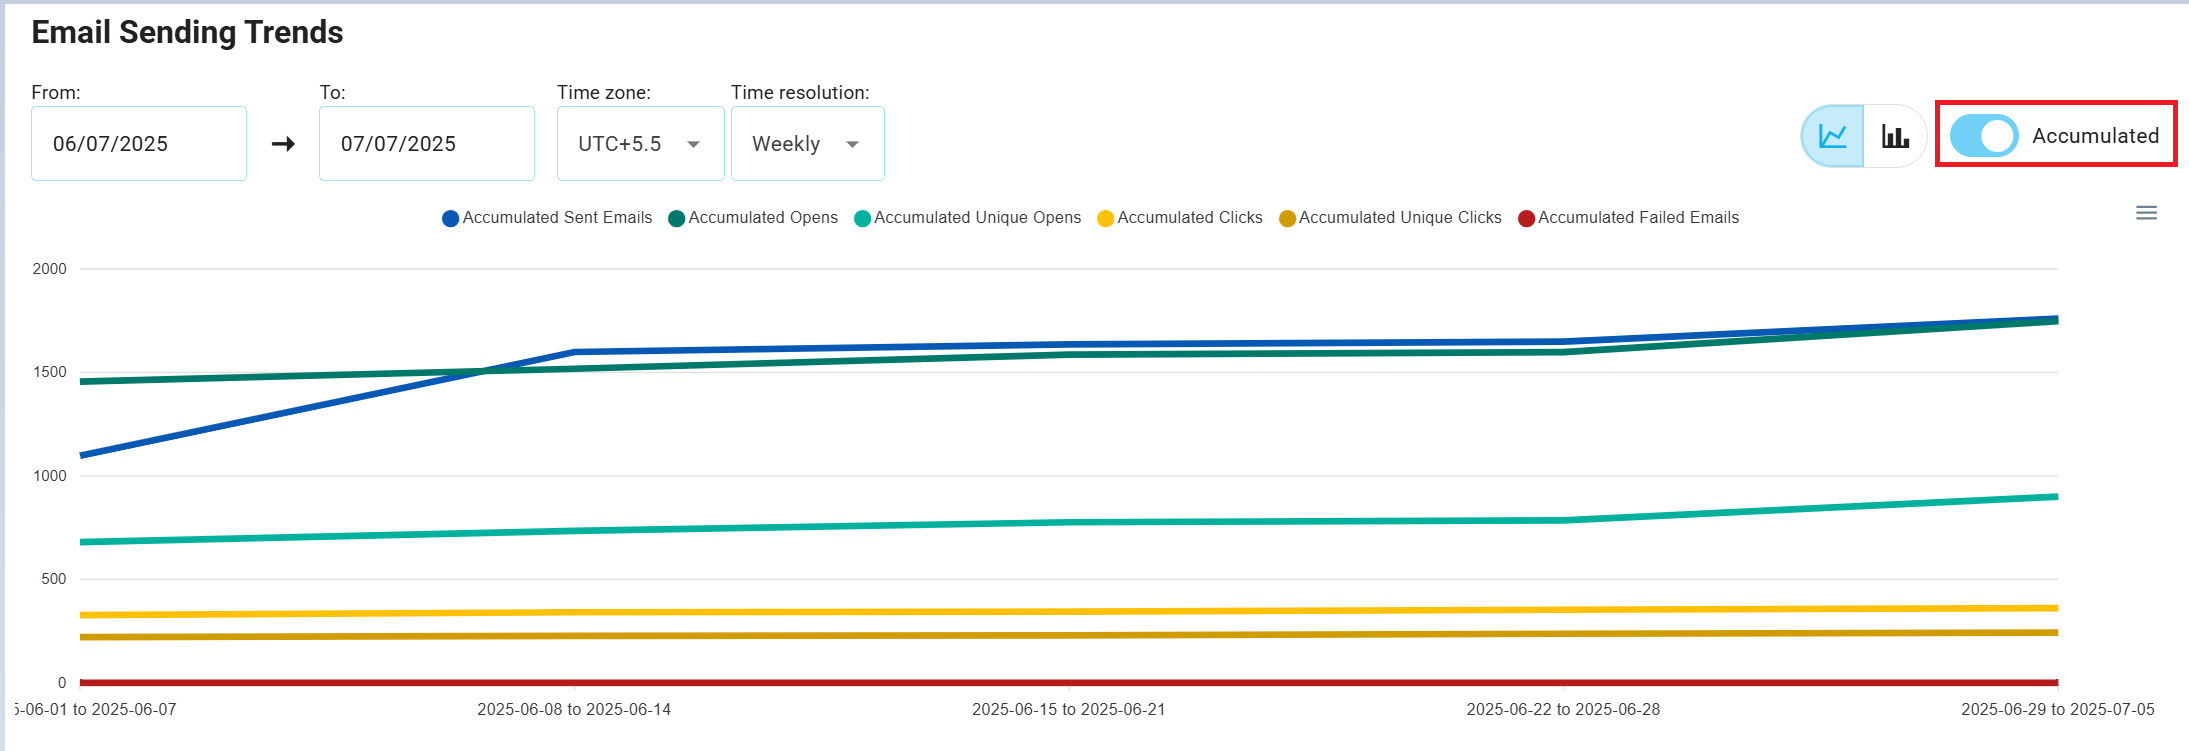 Email Sending Trends
From: To: Time zone: Time resolution:
06/07/2025 → 07/07/2025 UTC+5.5 Weekly Accumulated
Accumulated Sent Emails Accumulated Opens Accumulated Unique Opens Accumulated Clicks Accumulated Unique Clicks Accumulated Failed Emails
2000
1500
1000
500
0
-06-01 to 2025-06-07 2025-06-08 to 2025-06-14 2025-06-15 to 2025-06-21 2025-06-22 to 2025-06-28 2025-06-29 to 2025-07-05